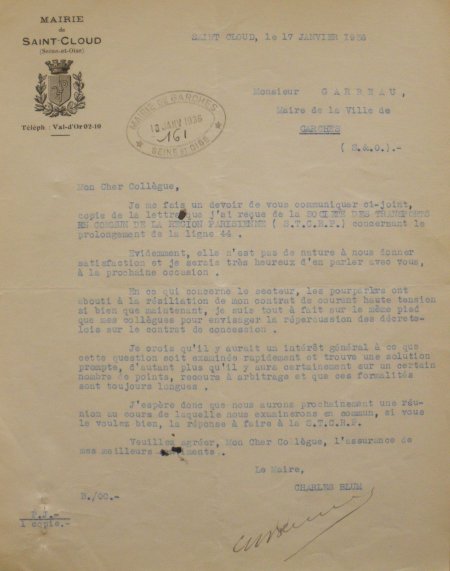 MAIRIE
de
SAINT-CLOUD
(Seine-et-Oise)
Téléph : Val-d'Or 02-10
SAINT CLOUD, le 17 JANVIER 1936
MAIRIE DE GARCHES
18 JANV 1936
161
SEINE ET OISE
Monsieur GARREAU,
Maire de la Ville de
GARCHES
( S.&O.).-
Mon Cher Collègue,
Je me fais un devoir de vous communiquer ci-joint,
copie de la lettre que j'ai reçue de la SOCIETE DES TRANSPORTS
EN COMMUN DE LA REGION PARISIENNE ( S.T.C.R.P.) concernant le
prolongement de la ligne 44 .
Evidemment, elle n'est pas de nature à nous donner
satisfaction et je serais très heureux d'en parler avec vous,
à la prochaine occasion .
En ce qui concerne le secteur, les pourparlers ont
abouti à la résiliation de mon contrat de courant haute tension
si bien que maintenant, je suis tout à fait sur le même pied
que mes collègues pour envisager la répercussion des décrets-
lois sur le contrat de concession .
Je crois qu'il y aurait un intérêt général à ce que
cette question soit examinée rapidement et trouve une solution
prompte, d'autant plus qu'il y aura certainement sur un certain
nombre de points, recours à arbitrage et que ces formalités
sont toujours longues .
J'espère donc que nous aurons prochainement une réu-
nion au cours de laquelle nous examinerons en commun, si vous
le voulez bien, la réponse à faire à la S.T.C.R.P.
Veuillez agréer, Mon Cher Collègue, l'assurance de
mes meilleurs sentiments .
Le Maire,
CHARLES BLUM
B./OC.-
P.J.-
1 copie.-